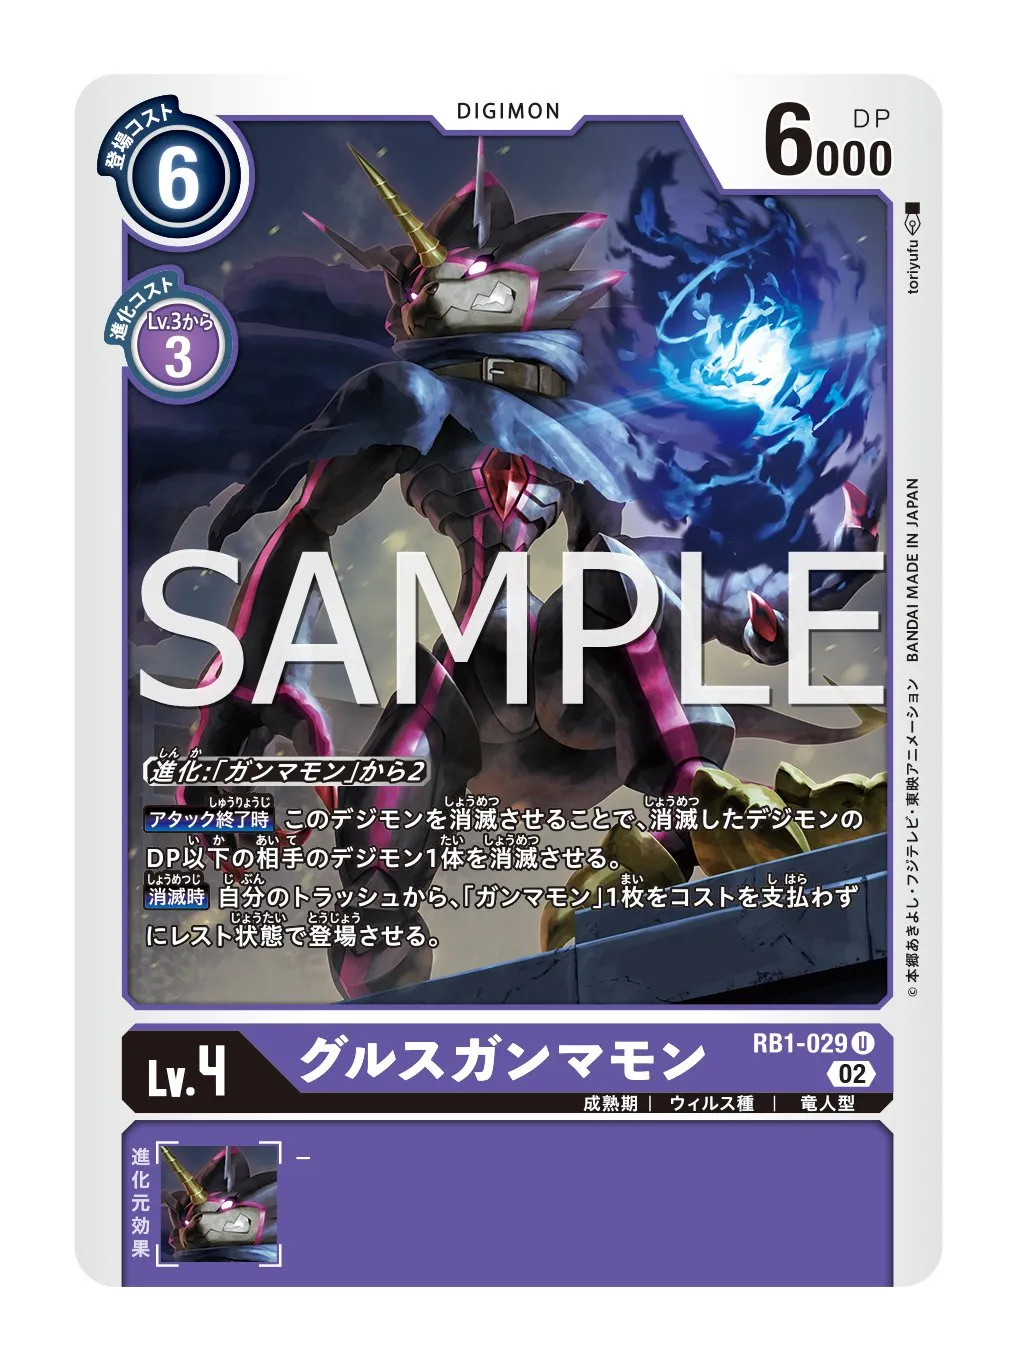 DIGIMON
登場コスト
6
6000
DP
進化コスト
Lv.3から
3
toriyufu
SAMPLE
進化:「ガンマモン」から2
アタック終了時 このデジモンを消滅させることで、消滅したデジモンの
DP以下の相手のデジモン1体を消滅させる。
消滅時 自分のトラッシュから、「ガンマモン」1枚をコストを支払わず
にレスト状態で登場させる。
©本郷あきよし・フジテレビ・東映アニメーション BANDAI MADE IN JAPAN
Lv.4
グルスガンマモン
RB1-029 U
02
成熟期 | ウィルス種 | 竜人型
進化元効果
–